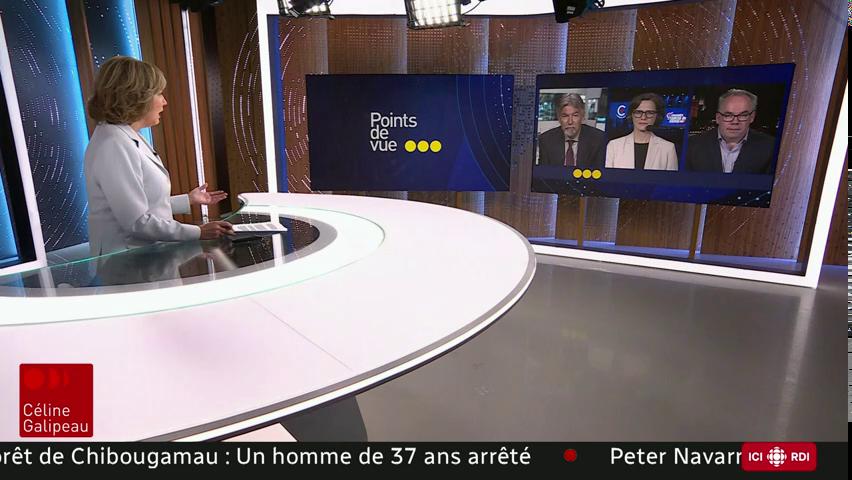 Points
de
vue
Céline
Galipeau
orêt de Chibougamau : Un homme de 37 ans arrêté
Peter Navarr
ICI RDI